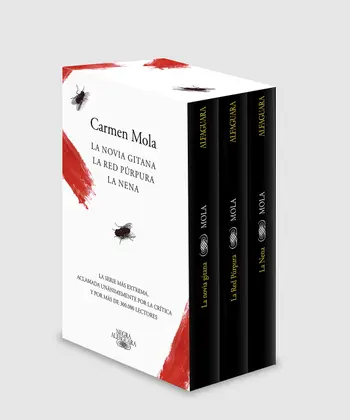 Carmen Mola
LA NOVIA GITANA
LA RED PÚRPURA
LA NENA
LA SERIE MÁS EXTREMA,
ACLAMADA UNÁNIMEMENTE POR LA CRÍTICA
Y POR MÁS DE 300.000 LECTORES
NEGRA
ALFAGUARA
ALFAGUARA
MOLA
La novia gitana
ALFAGUARA
MOLA
La Red Púrpura
ALFAGUARA
MOLA
La Nena